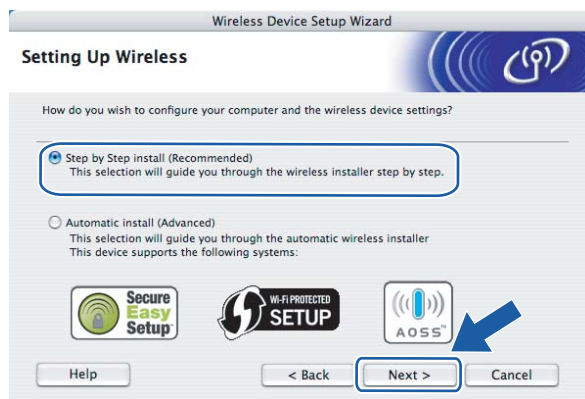 Wireless Device Setup Wizard
Setting Up Wireless
How do you wish to configure your computer and the wireless device settings?
Step by Step install (Recommended)
This selection will guide you through the wireless installer step by step.
Automatic install (Advanced)
This selection will guide you through the automatic wireless installer
This device supports the following systems:
Secure
Easy
Setup
Wi-Fi PROTECTED
SETUP
AOSS™
Help
< Back
Next >
Cancel